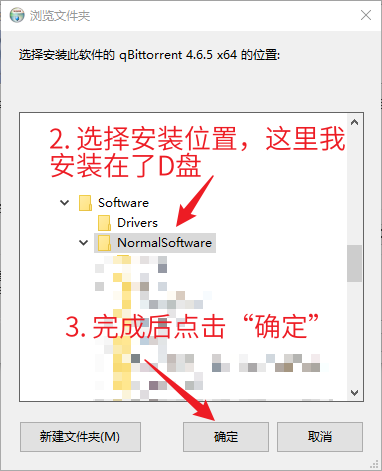 浏览文件夹
选择安装此软件的 qBittorrent 4.6.5 x64 的位置:
2. 选择安装位置，这里我
安装在了D盘
Software
Drivers
NormalSoftware
3. 完成后点击“确定”
新建文件夹(M)
确定
取消